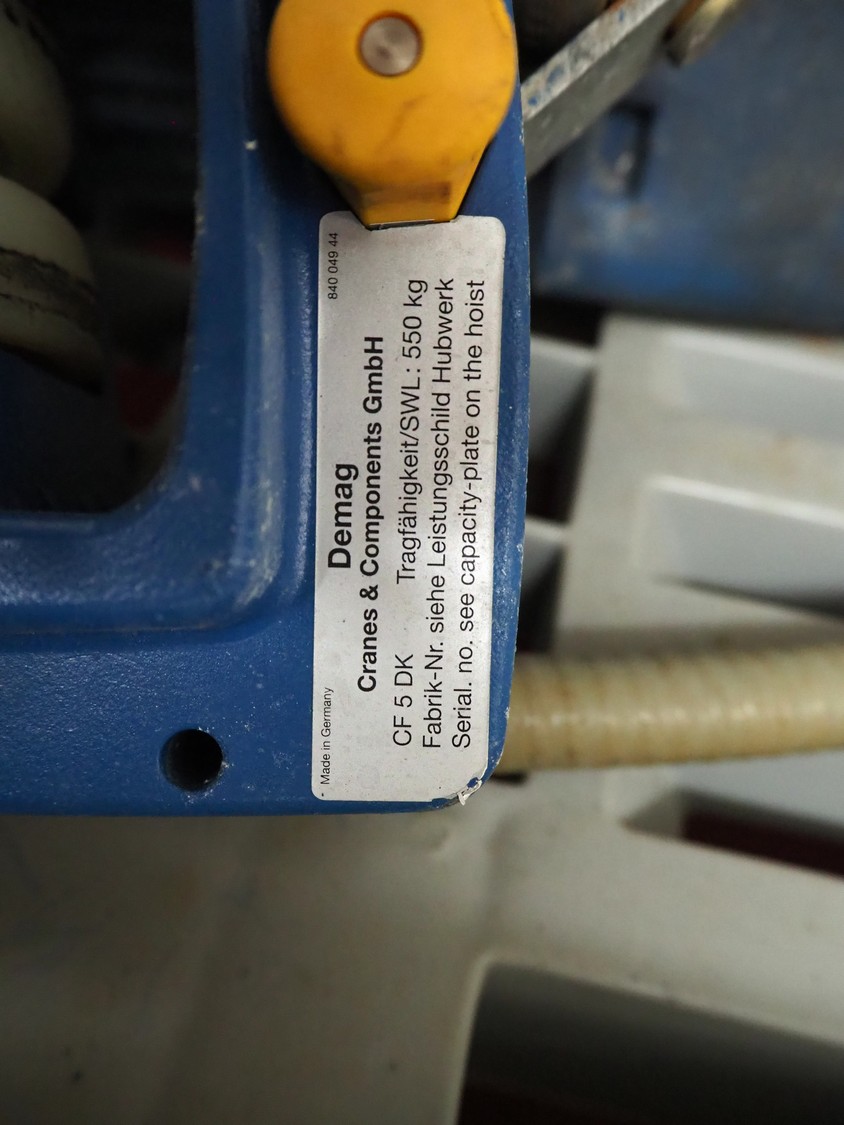 Made in Germany
840 049 44
Demag
Cranes & Components GmbH
CF 5 DK Tragfähigkeit/SWL: 550 kg
Fabrik-Nr. siehe Leistungsschild Hubwerk
Serial. no. see capacity-plate on the hoist